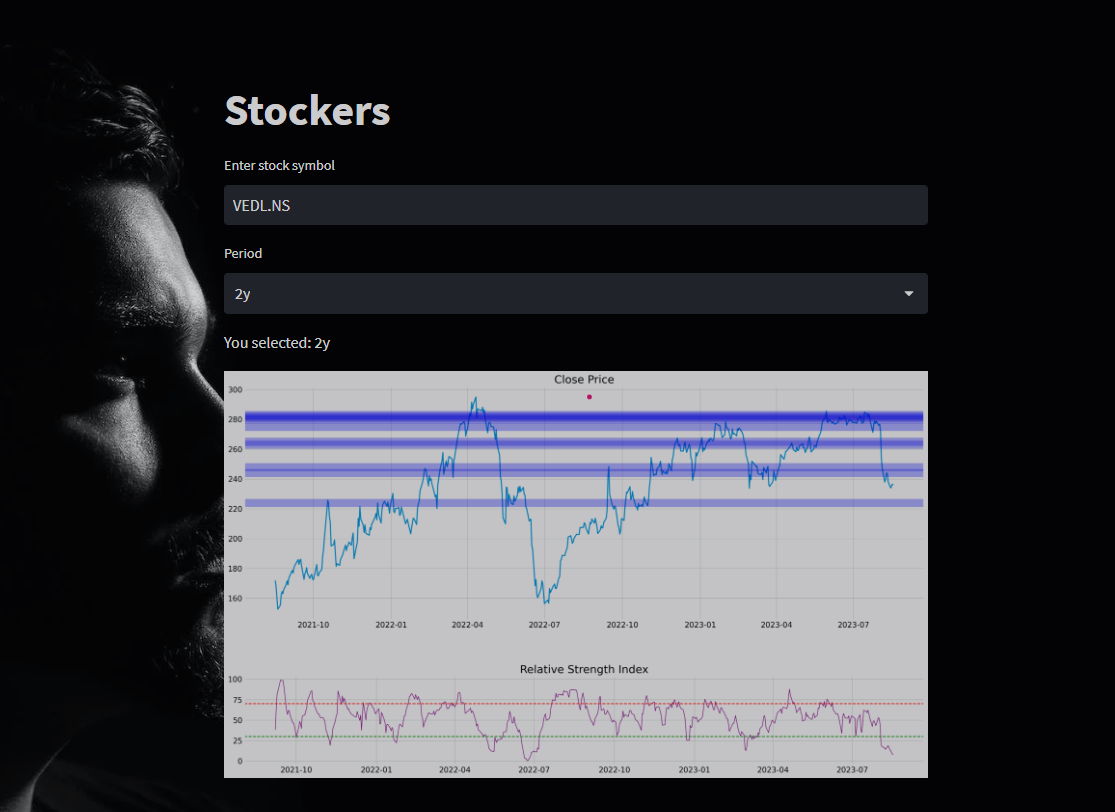 Stockers
Enter stock symbol
VEDL.NS
Period
2y
You selected: 2y
Close Price
300
280
260
240
220
200
180
160
2021-10 2022-01 2022-04 2022-07 2022-10 2023-01 2023-04 2023-07
Relative Strength Index
100
75
50
25
0
2021-10 2022-01 2022-04 2022-07 2022-10 2023-01 2023-04 2023-07